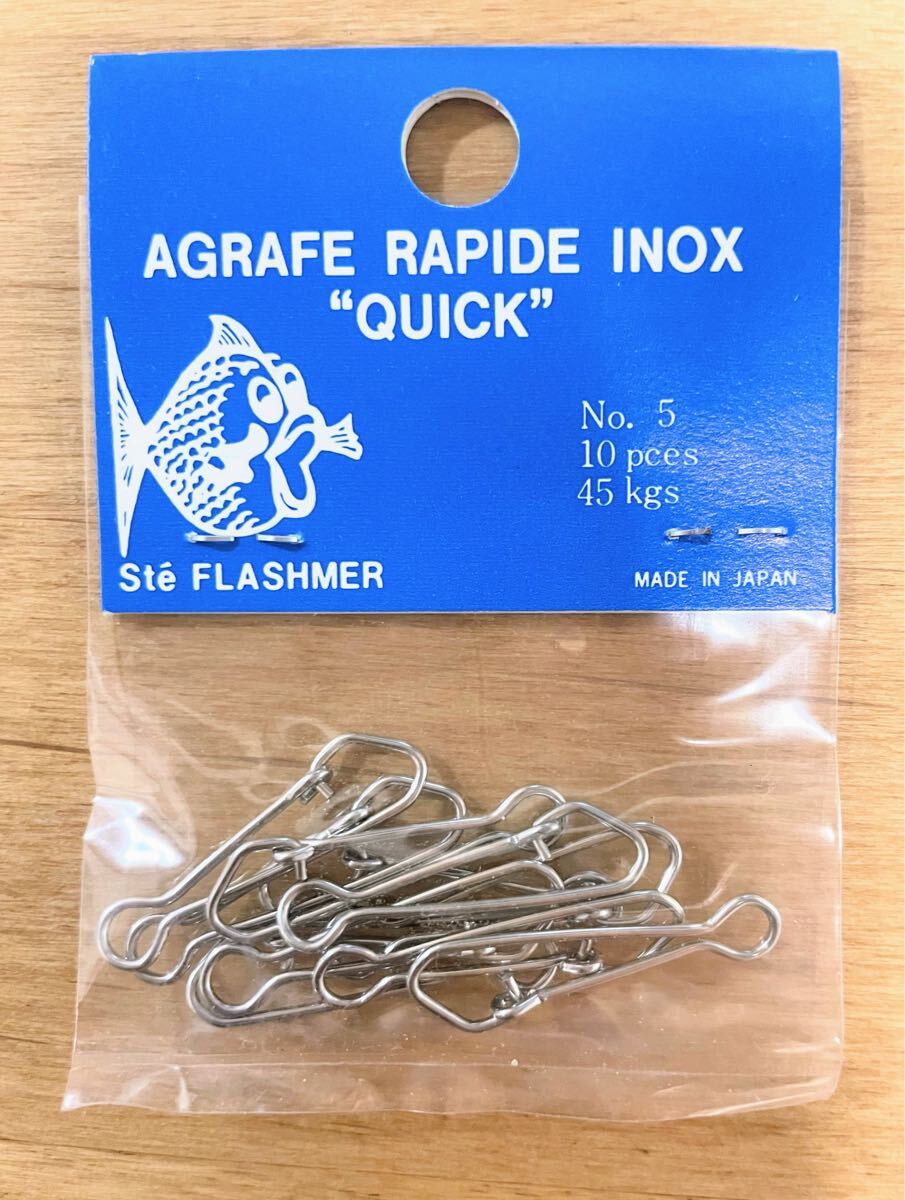 AGRAFE RAPIDE INOX
“QUICK”
No. 5
10 pces
45 kgs
Sté FLASHMER
MADE IN JAPAN